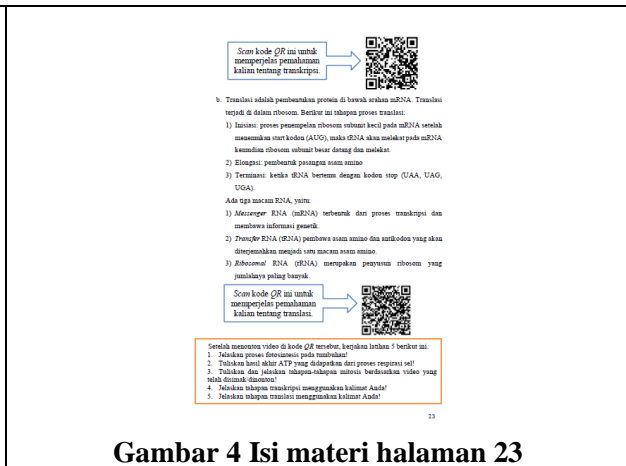 Scan kode QR ini untuk
memperjelas pemahaman
kalian tentang transkripsi.
b. Translasi adalah pembentukan protein di bawah arahan mRNA. Translasi
terjadi di dalam ribosom. Berikut ini tahapan proses translasi:
1) Inisiasi: proses penempelan ribosom subunit kecil pada mRNA setelah
menemukan start kodon (AUG), maka tRNA akan melekat pada mRNA
kemudian ribosom subunit besar datang dan melekat.
2) Elongasi: pembentuk pasangan asam amino
3) Terminasi: ketika tRNA bertemu dengan kodon stop (UAA, UAG,
UGA).
Ada tiga macam RNA, yaitu:
1) Messenger RNA (mRNA) terbentuk dari proses transkripsi dan
membawa informasi genetik.
2) Transfer RNA (tRNA) pembawa asam amino dan antikodon yang akan
diterjemahkan menjadi satu macam asam amino.
3) Ribosomal RNA (rRNA) merupakan penyusun ribosom yang
jumlahnya paling banyak.
Scan kode QR ini untuk
memperjelas pemahaman
kalian tentang translasi.
Setelah menonton video di kode QR tersebut, kerjakan latihan 5 berikut ini.
1. Jelaskan proses fotosintesis pada tumbuhan!
2. Tuliskan hasil akhir ATP yang didapatkan dari proses respirasi sel!
3. Tuliskan dan jelaskan tahapan-tahapan mitosis berdasarkan video yang
telah disimak/ditonton!
4. Jelaskan tahapan transkripsi menggunakan kalimat Anda!
5. Jelaskan tahapan translasi menggunakan kalimat Anda!
23
Gambar 4 Isi materi halaman 23